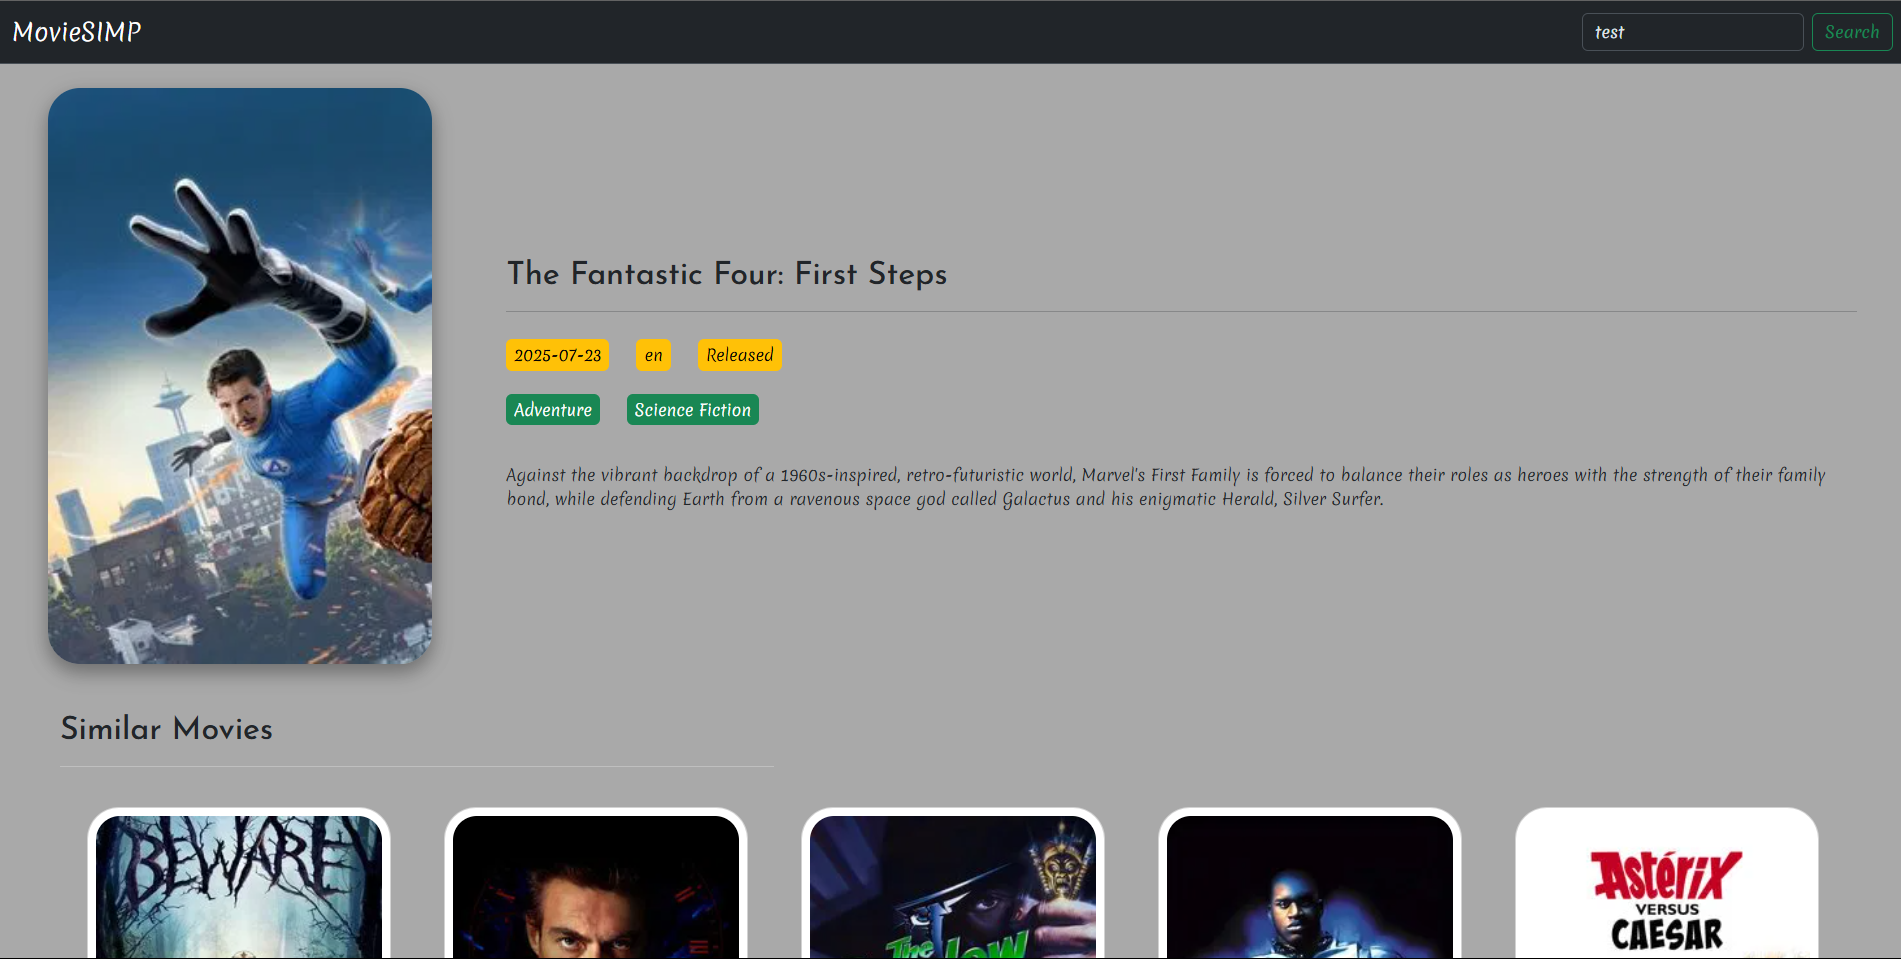 MovieSIMP
test
Search
The Fantastic Four: First Steps
2025-07-23 en Released
Adventure Science Fiction
Against the vibrant backdrop of a 1960s-inspired, retro-futuristic world, Marvel's First Family is forced to balance their roles as heroes with the strength of their family
bond, while defending Earth from a ravenous space god called Galactus and his enigmatic Herald, Silver Surfer.
Similar Movies
BEWARE
The
Astérix
VERSUS
CAESAR